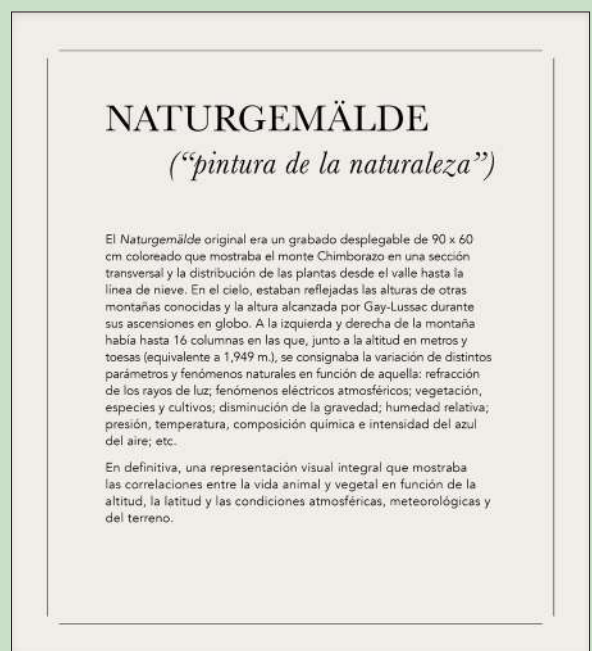 NATURGEMÄLDE
(“pintura de la naturaleza”)
El Naturgemälde original era un grabado desplegable de 90 x 60
cm coloreado que mostraba el monte Chimborazo en una sección
transversal y la distribución de las plantas desde el valle hasta la
línea de nieve. En el cielo, estaban reflejadas las alturas de otras
montañas conocidas y la altura alcanzada por Gay-Lussac durante
sus ascensiones en globo. A la izquierda y derecha de la montaña
había hasta 16 columnas en las que, junto a la altitud en metros y
toesas (equivalente a 1,949 m.), se consignaba la variación de distintos
parámetros y fenómenos naturales en función de aquella: refracción
de los rayos de luz; fenómenos eléctricos atmosféricos; vegetación,
especies y cultivos; disminución de la gravedad; humedad relativa;
presión, temperatura, composición química e intensidad del azul
del aire; etc.
En definitiva, una representación visual integral que mostraba
las correlaciones entre la vida animal y vegetal en función de la
altitud, la latitud y las condiciones atmosféricas, meteorológicas y
del terreno.